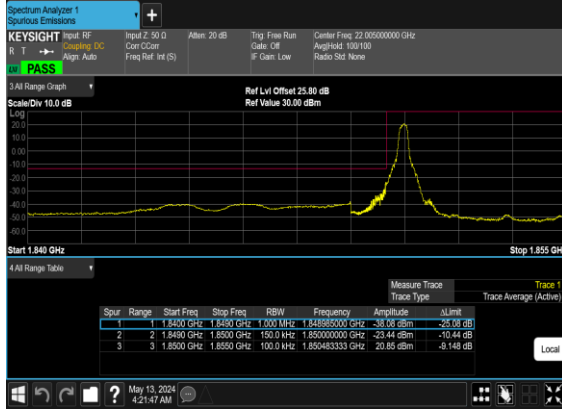 Spectrum Analyzer 1
Spurious Emissions
KEYSIGHT Input: RF Input Z: 50 Ω Atten: 20 dB Trig: Free Run Center Freq: 22.005000000 GHz
R T Coupling: DC Corr CCorr Gate: Off Avg|Hold: 100/100
Align: Auto Freq Ref: Int (S) IF Gain: Low Radio Std: None
PASS
3 All Range Graph
Ref Lvl Offset 25.80 dB
Scale/Div 10.0 dB Ref Value 30.00 dBm
Log
20.0
10.0
0.00
-10.0
-20.0
-30.0
-40.0
-50.0
-60.0
Start 1.840 GHz Stop 1.855 GH
4 All Range Table
Measure Trace Trace 1
Trace Type Trace Average (Active)
Spur Range Start Freq Stop Freq RBW Frequency Amplitude ΔLimit
1 1 1.8400 GHz 1.8490 GHz 1.000 MHz 1.848985000 GHz -38.08 dBm -25.08 dB
2 2 1.8490 GHz 1.8500 GHz 150.0 kHz 1.850000000 GHz -23.44 dBm -10.44 dB
3 3 1.8500 GHz 1.8550 GHz 100.0 kHz 1.850483333 GHz 20.85 dBm -9.148 dB
Local
? May 13, 2024
4:21:47 AM